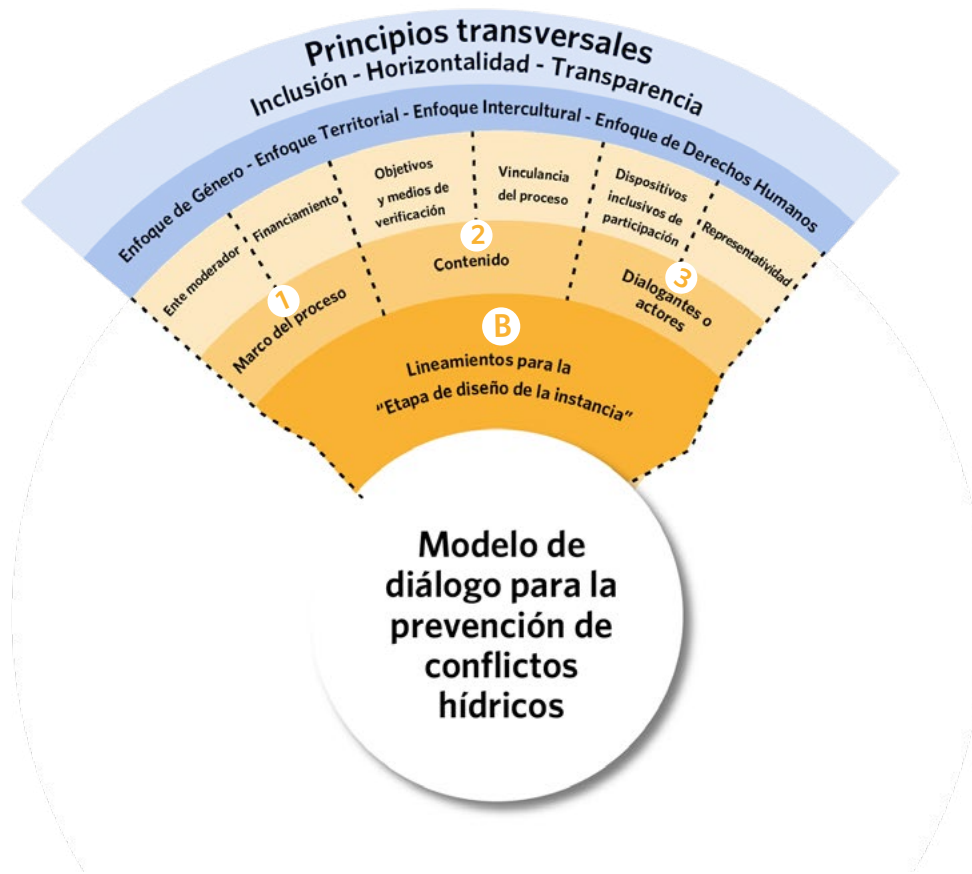 Principios transversales
Inclusión - Horizontalidad - Transparencia
Enfoque de Género - Enfoque Territorial - Enfoque Intercultural - Enfoque de Derechos Humanos
Ente moderador
Financiamiento
Objetivos
y medios de
verificación
Vinculancia
del proceso
Dispositivos
inclusivos de
participación
Representatividad
1
Marco del proceso
2
Contenido
3
Dialogantes o
actores
B
Lineamientos para la
“Etapa de diseño de la instancia”
Modelo de
diálogo para la
prevención de
conflictos
hídricos